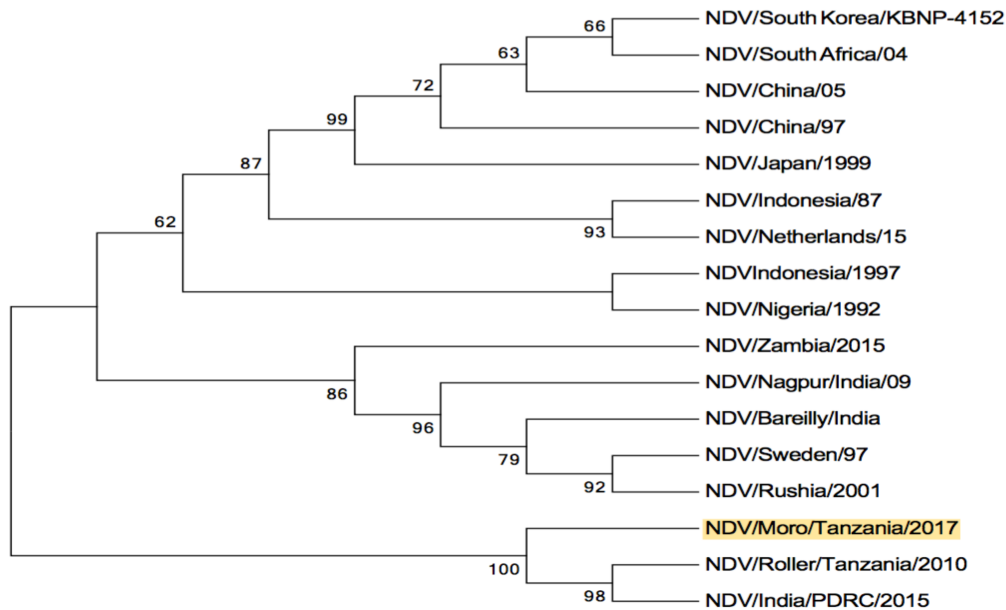 NDV/South Korea/KBNP-4152
66
NDV/South Africa/04
63
NDV/China/05
72
NDV/China/97
99
NDV/Japan/1999
87
NDV/Indonesia/87
93
NDV/Netherlands/15
62
NDVIndonesia/1997
NDV/Nigeria/1992
NDV/Zambia/2015
86
NDV/Nagpur/India/09
96
NDV/Bareilly/India
79
NDV/Sweden/97
92
NDV/Rushia/2001
NDV/Moro/Tanzania/2017
100
NDV/Roller/Tanzania/2010
98
NDV/India/PDRC/2015